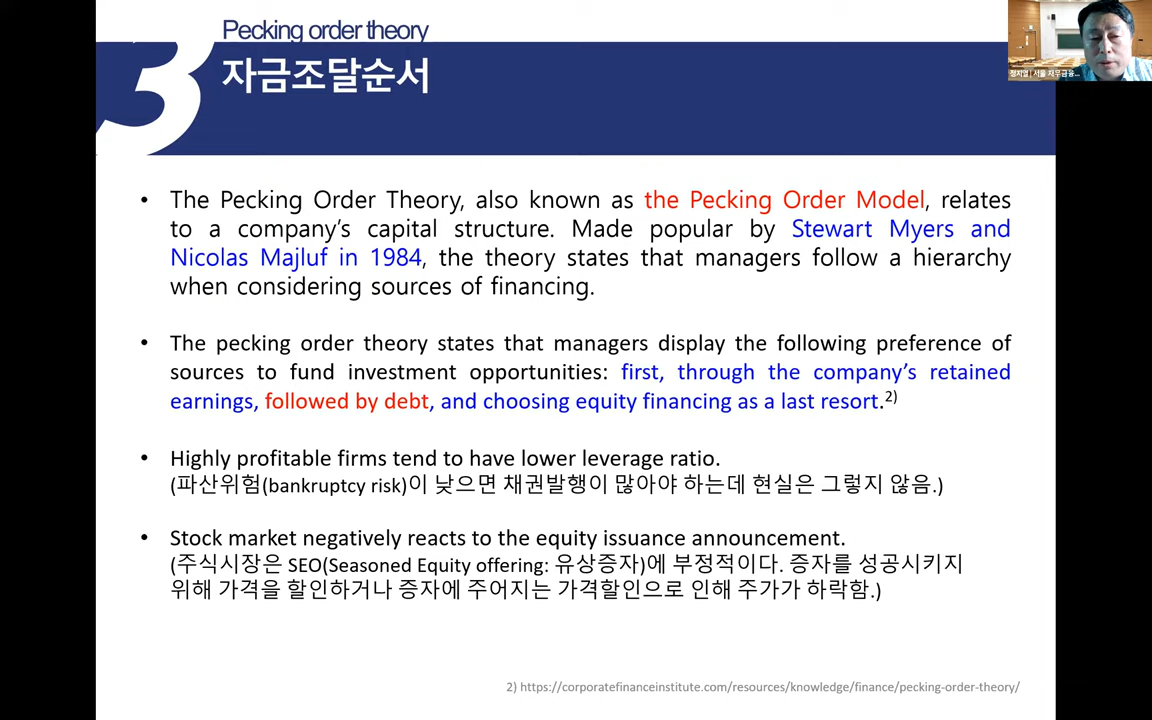 Pecking order theory
3
자금조달순서
정지열| 서울 자유금융...
• The Pecking Order Theory, also known as the Pecking Order Model, relates
to a company's capital structure. Made popular by Stewart Myers and
Nicolas Majluf in 1984, the theory states that managers follow a hierarchy
when considering sources of financing.
• The pecking order theory states that managers display the following preference of
sources to fund investment opportunities: first, through the company's retained
earnings, followed by debt, and choosing equity financing as a last resort.2)
• Highly profitable firms tend to have lower leverage ratio.
(파산위험(bankruptcy risk)이 낮으면 채권발행이 많아야 하는데 현실은 그렇지 않음.)
• Stock market negatively reacts to the equity issuance announcement.
(주식시장은 SEO(Seasoned Equity offering: 유상증자)에 부정적이다. 증자를 성공시키지
위해 가격을 할인하거나 증자에 주어지는 가격할인으로 인해 주가가 하락함.)
2) https://corporatefinanceinstitute.com/resources/knowledge/finance/pecking-order-theory/